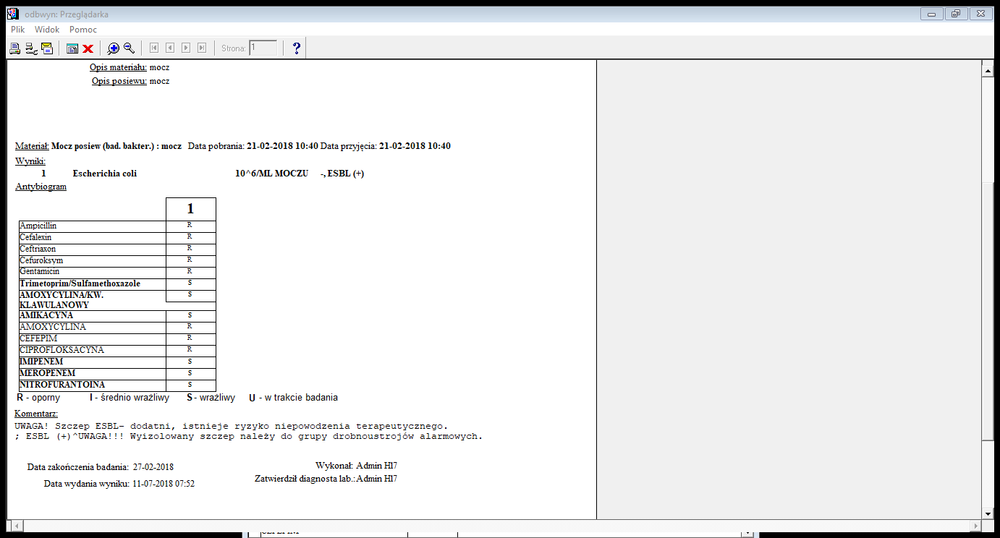 odbwyn: Przeglądarka
Plik Widok Pomoc
Strona: 1 ?
Opis materiału: mocz
Opis posiewu: mocz
Materiał: Mocz posiew (bad. bakter.) : mocz Data pobrania: 21-02-2018 10:40 Data przyjęcia: 21-02-2018 10:40
Wyniki:
1 Escherichia coli 10^6/ML MOCZU -, ESBL (+)
Antybiogram
1
Ampicillin R
Cefalexin R
Ceftriaxon R
Cefuroksym R
Gentamicin R
Trimetoprim/Sulfamethoxazole S
AMOXYCYLINA/KW. S
KLAWULANOWY
AMIKACYNA S
AMOXYCYLINA R
CEFEPIM R
CIPROFLOKSACYNA R
IMIPENEM S
MEROPENEM S
NITROFURANTOINA S
R - oporny I - średnio wrażliwy S - wrażliwy U - w trakcie badania
Komentarz:
UWAGA! Szczep ESBL- dodatni, istnieje ryzyko niepowodzenia terapeutycznego.
; ESBL (+)^UWAGA!!! Wyizolowany szczep należy do grupy drobnoustrojów alarmowych.
Data zakończenia badania: 27-02-2018 Wykonał: Admin Hl7
Zatwierdził diagnosta lab.:Admin Hl7
Data wydania wyniku: 11-07-2018 07:52